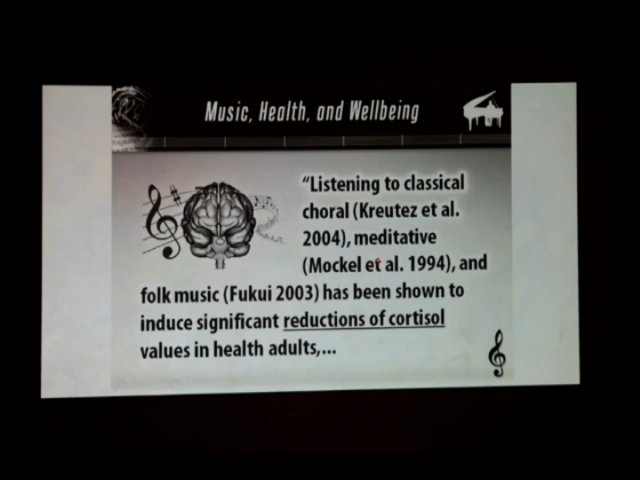 Music, Health, and Wellbeing
“Listening to classical
choral (Kreutez et al.
2004), meditative
(Mockel et al. 1994), and
folk music (Fukui 2003) has been shown to
induce significant reductions of cortisol
values in health adults,...